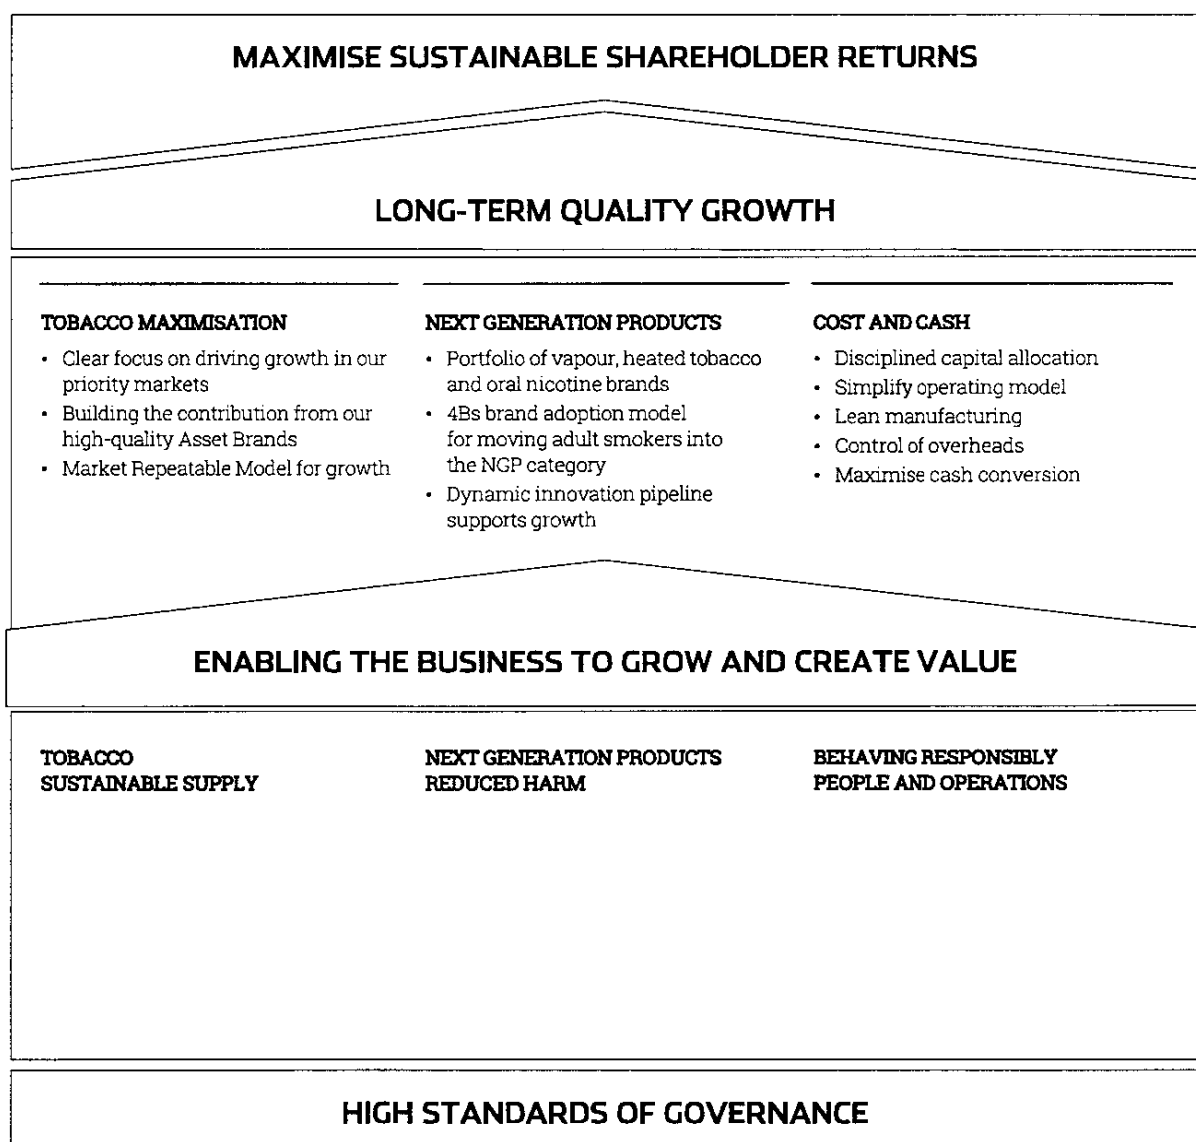 MAXIMISE SUSTAINABLE SHAREHOLDER RETURNS
LONG-TERM QUALITY GROWTH
TOBACCO MAXIMISATION
• Clear focus on driving growth in our
priority markets
• Building the contribution from our
high-quality Asset Brands
• Market Repeatable Model for growth
NEXT GENERATION PRODUCTS
• Portfolio of vapour, heated tobacco
and oral nicotine brands
• 4Bs brand adoption model
for moving adult smokers into
the NGP category
• Dynamic innovation pipeline
supports growth
COST AND CASH
• Disciplined capital allocation
• Simplify operating model
• Lean manufacturing
• Control of overheads
• Maximise cash conversion
ENABLING THE BUSINESS TO GROW AND CREATE VALUE
TOBACCO
SUSTAINABLE SUPPLY
NEXT GENERATION PRODUCTS
REDUCED HARM
BEHAVING RESPONSIBLY
PEOPLE AND OPERATIONS
HIGH STANDARDS OF GOVERNANCE